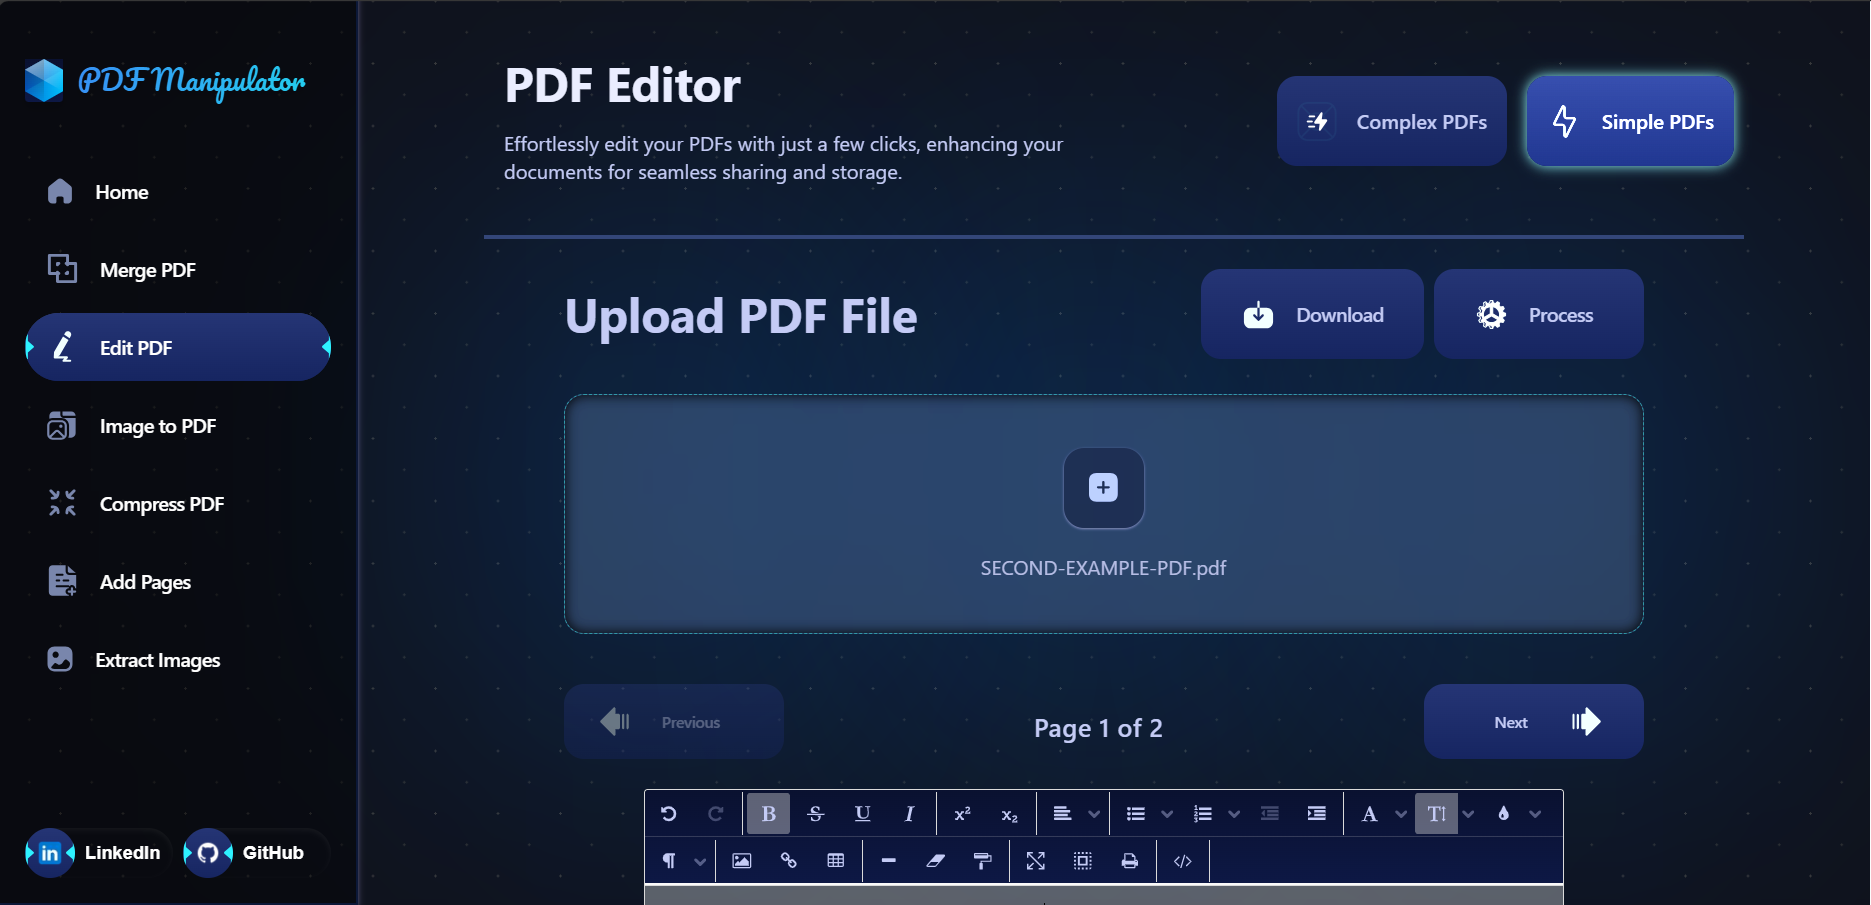 PDF Manipulator
Home
Merge PDF
Edit PDF
Image to PDF
Compress PDF
Add Pages
Extract Images
in LinkedIn
GitHub
PDF Editor
Effortlessly edit your PDFs with just a few clicks, enhancing your
documents for seamless sharing and storage.
Complex PDFs
Simple PDFs
Upload PDF File
Download
Process
SECOND-EXAMPLE-PDF.pdf
Previous
Page 1 of 2
Next
B S U I x² x₂ A T
¶ </>